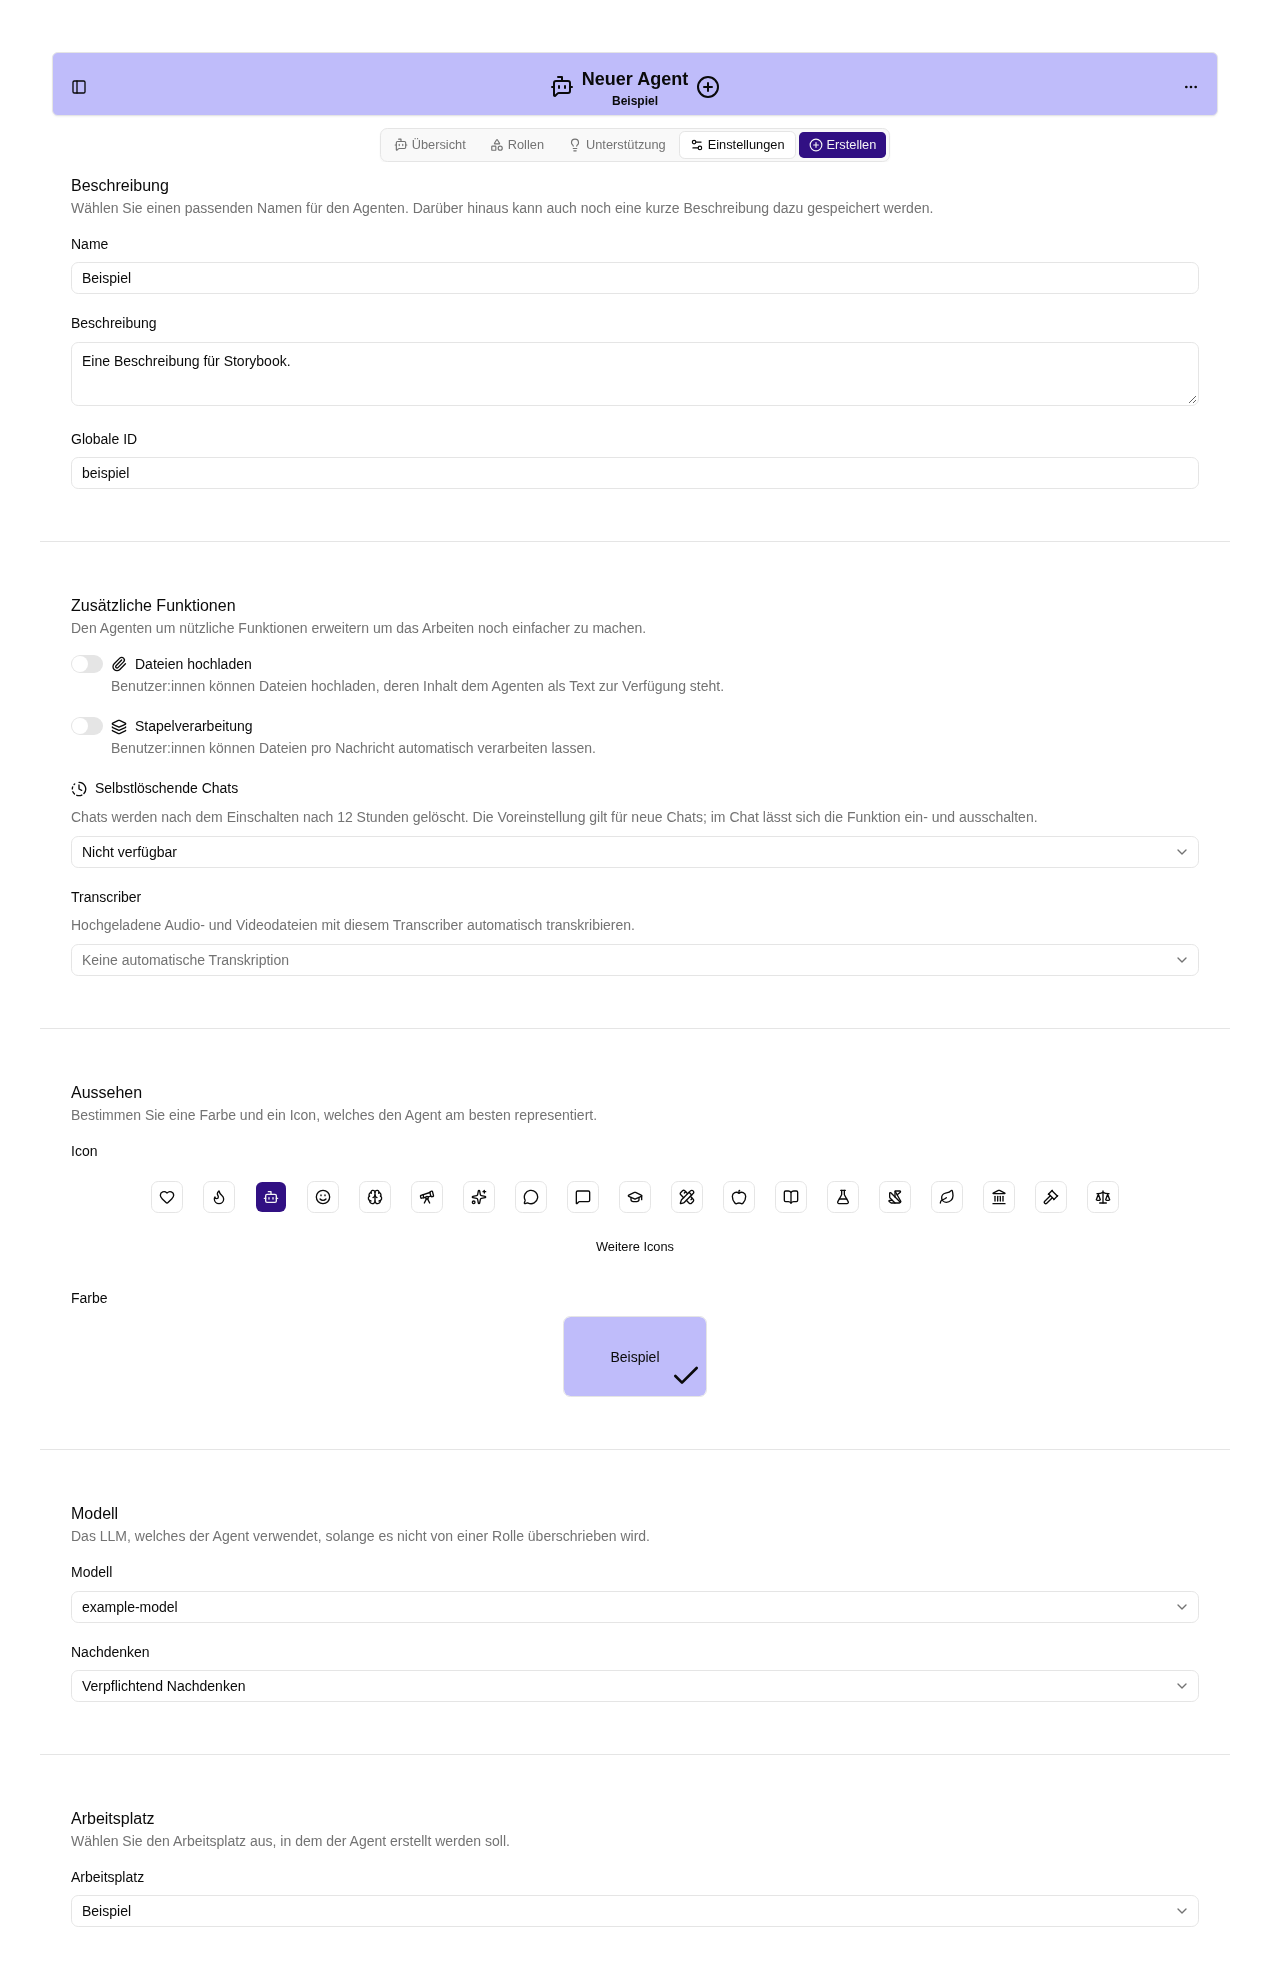 Neuer Agent
Beispiel
Übersicht
Rollen
Unterstützung
Einstellungen
Erstellen
Beschreibung
Wählen Sie einen passenden Namen für den Agenten. Darüber hinaus kann auch noch eine kurze Beschreibung dazu gespeichert werden.
Name
Beispiel
Beschreibung
Eine Beschreibung für Storybook.
Globale ID
beispiel
Zusätzliche Funktionen
Den Agenten um nützliche Funktionen erweitern um das Arbeiten noch einfacher zu machen.
Dateien hochladen
Benutzer:innen können Dateien hochladen, deren Inhalt dem Agenten als Text zur Verfügung steht.
Stapelverarbeitung
Benutzer:innen können Dateien pro Nachricht automatisch verarbeiten lassen.
Selbstlöschende Chats
Chats werden nach dem Einschalten nach 12 Stunden gelöscht. Die Voreinstellung gilt für neue Chats; im Chat lässt sich die Funktion ein- und ausschalten.
Nicht verfügbar
Transcriber
Hochgeladene Audio- und Videodateien mit diesem Transcriber automatisch transkribieren.
Keine automatische Transkription
Aussehen
Bestimmen Sie eine Farbe und ein Icon, welches den Agent am besten representiert.
Icon
Weitere Icons
Farbe
Beispiel
Modell
Das LLM, welches der Agent verwendet, solange es nicht von einer Rolle überschrieben wird.
Modell
example-model
Nachdenken
Verpflichtend Nachdenken
Arbeitsplatz
Wählen Sie den Arbeitsplatz aus, in dem der Agent erstellt werden soll.
Arbeitsplatz
Beispiel